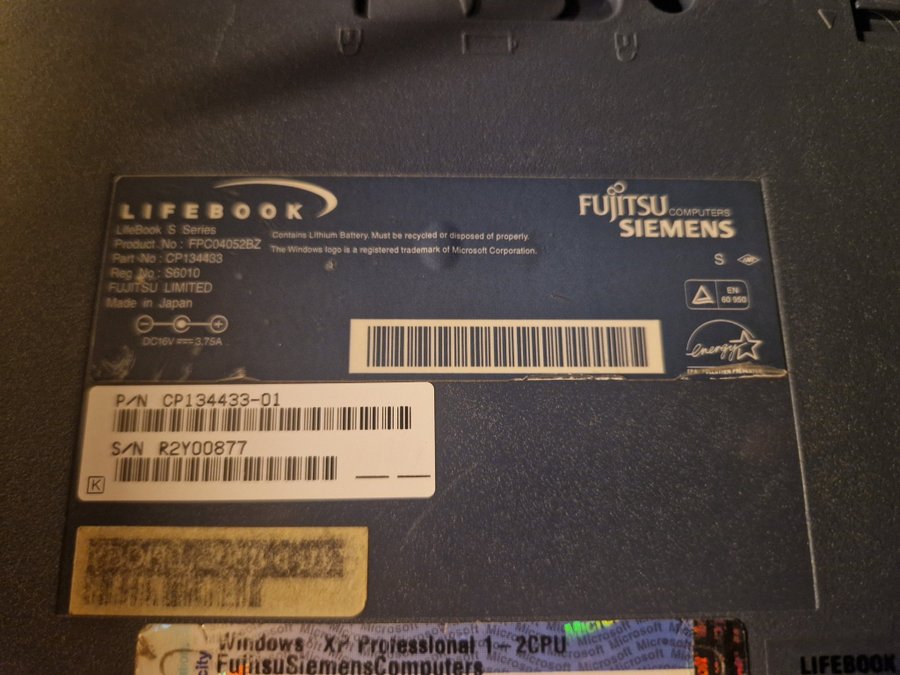 LIFEBOOK
LifeBook S Series
Product No : FPC04052BZ
Part No : CP134433
Reg No : S6010
FUJITSU LIMITED
Made in Japan
DC16V 3.75A
Contains Lithium Battery. Must be recycled or disposed of properly.
The Windows logo is a registered trademark of Microsoft Corporation.
FUJITSU COMPUTERS
SIEMENS
S
EN
60 950
energy
P/N CP134433-01
S/N R2Y00877
K
Windows XP Professional 1-2CPU
FujitsuSiemensComputers
LIFEBOOK